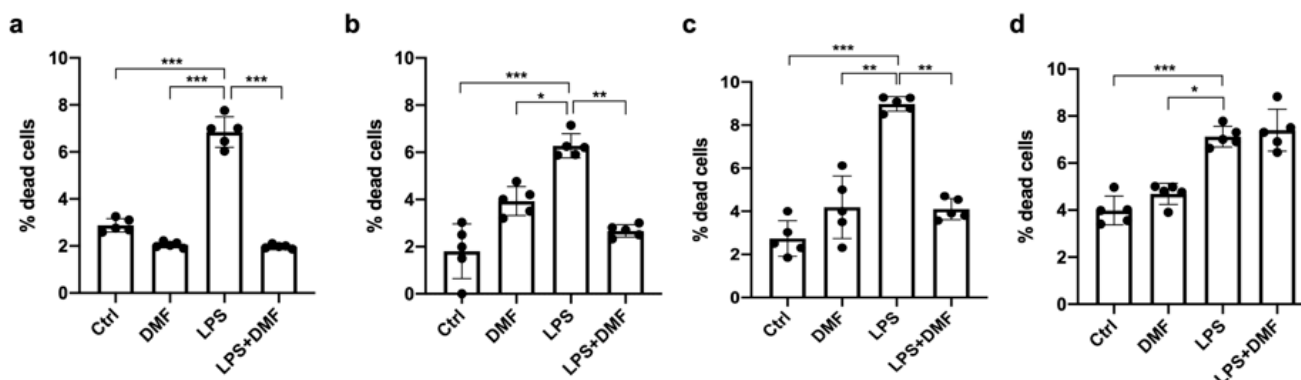 a
***
***
***
% dead cells
10
8
6
4
2
0
Ctrl
DMF
LPS
LPS+DMF
b
***
*
**
% dead cells
10
8
6
4
2
0
Ctrl
DMF
LPS
LPS+DMF
c
***
**
**
% dead cells
10
8
6
4
2
0
Ctrl
DMF
LPS
LPS+DMF
d
***
*
% dead cells
10
8
6
4
2
0
Ctrl
DMF
LPS
LPS+DMF